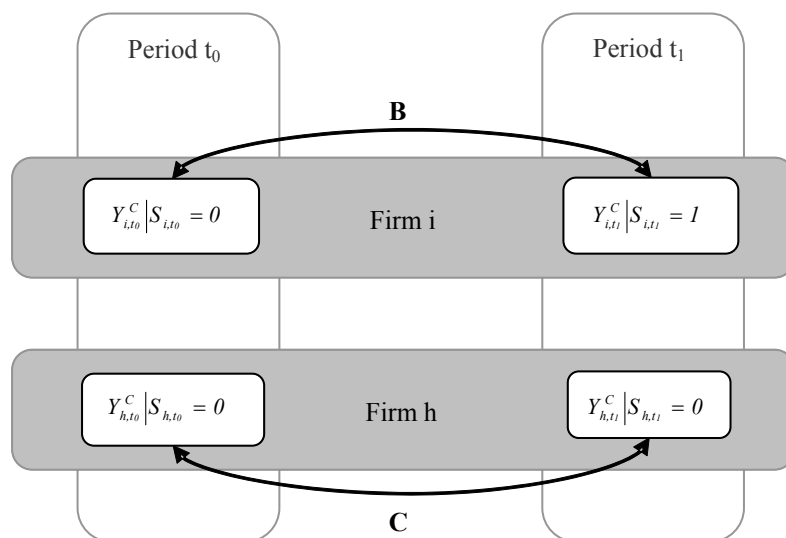 Period t₀ Period t₁
B
Y^C_{i,t₀} | S_{i,t₀} = 0 Firm i Y^C_{i,t₁} | S_{i,t₁} = 1
Y^C_{h,t₀} | S_{h,t₀} = 0 Firm h Y^C_{h,t₁} | S_{h,t₁} = 0
C